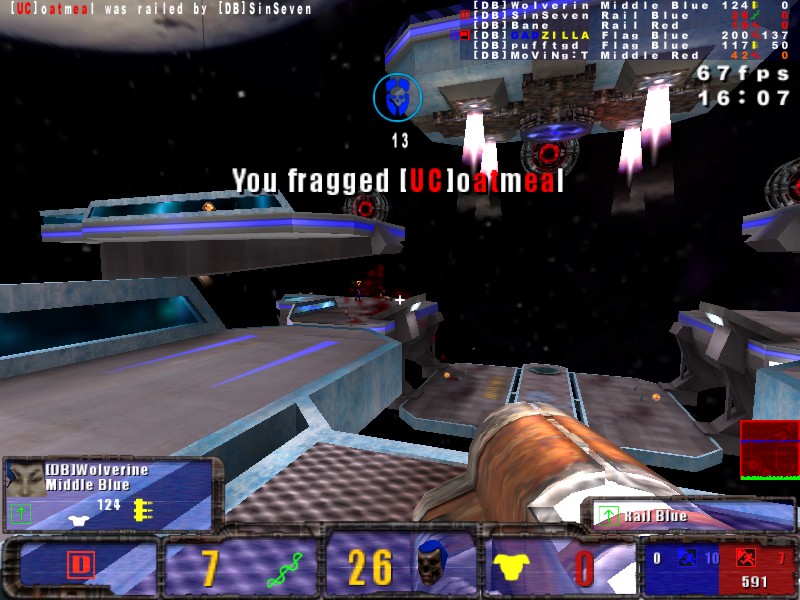 [UC]oatmeal was railed by [DB]SinSeven
[DB]Wolverin Middle Blue 124 0
[DB]SinSeven Rail Blue
[DB]Bane Rail Red
[DB]GADZILLA Flag Blue 200 137
[DB]pufftgd Flag Blue 117 50
[DB]MoViNg:T Middle Red 42 0
67fps
16:07
13
You fragged [UC]oatmeal
[DB]Wolverine
Middle Blue
124
Rail Blue
D 7 26 0
0 10 7
591